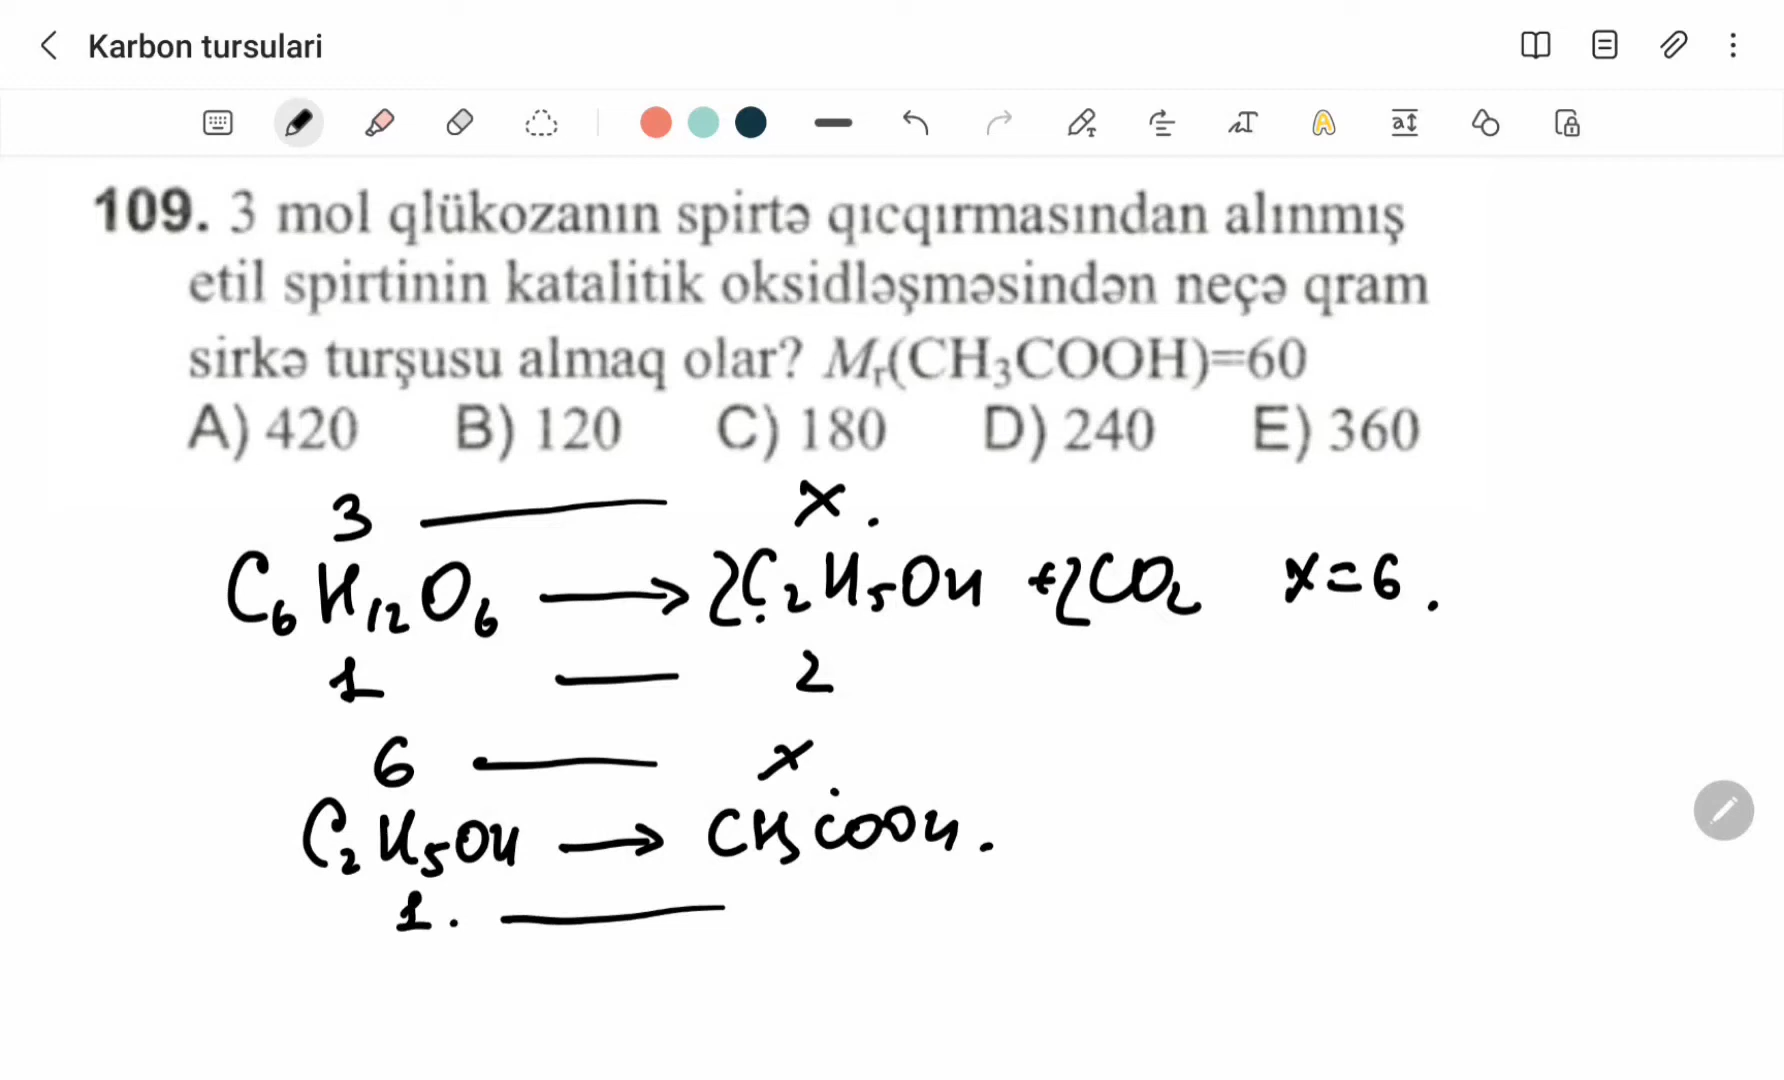 Karbon tursulari
109. 3 mol qlükozanın spirtə qıcqırmasından alınmış
etil spirtinin katalitik oksidləşməsindən neçə qram
sirkə turşusu almaq olar? Mᵣ(CH₃COOH)=60
A) 420 B) 120 C) 180 D) 240 E) 360
3 — x.
C₆H₁₂O₆ → 2C₂H₅OH +2CO₂ x=6.
1 — 2
6 — x
C₂H₅OH → CH₃COOH.
1. —